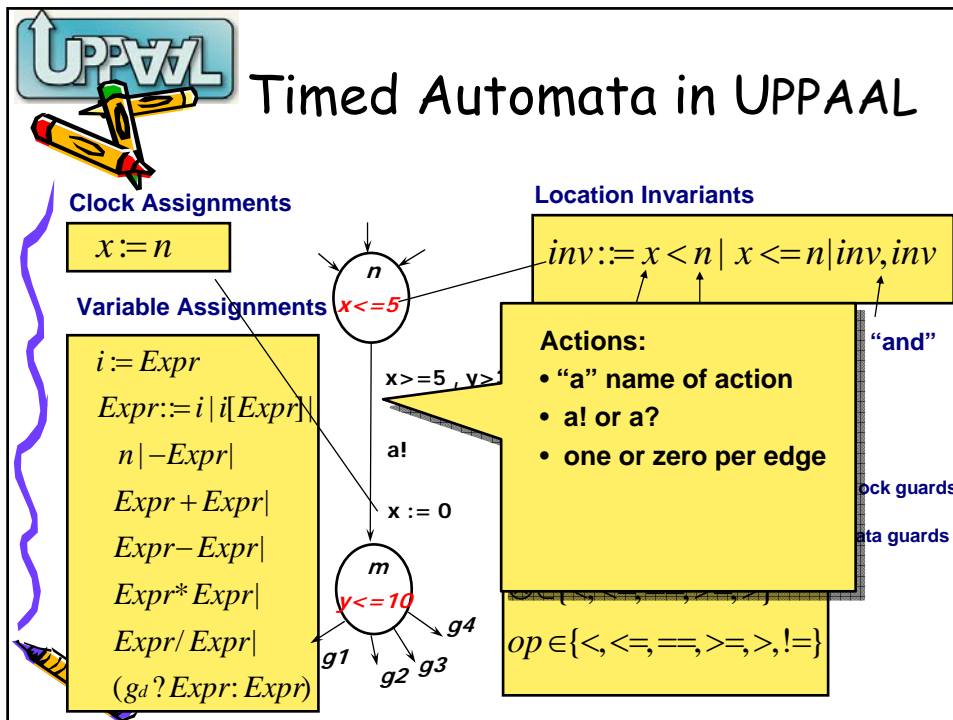 UPPAAL
Timed Automata in UPPAAL
Clock Assignments
x := n
Variable Assignments
i := Expr
Expr ::= i | i[Expr] |
n | −Expr |
Expr + Expr |
Expr − Expr |
Expr * Expr |
Expr / Expr |
(gd ? Expr : Expr)
n
x<=5
x>=5 , y>
a!
x := 0
m
y<=10
g1
g2
g3
g4
Location Invariants
inv ::= x < n | x <= n | inv, inv
“and”
Actions:
• “a” name of action
• a! or a?
• one or zero per edge
ock guards
ata guards
op ∈ {<, <=, ==, >=, >, !=}